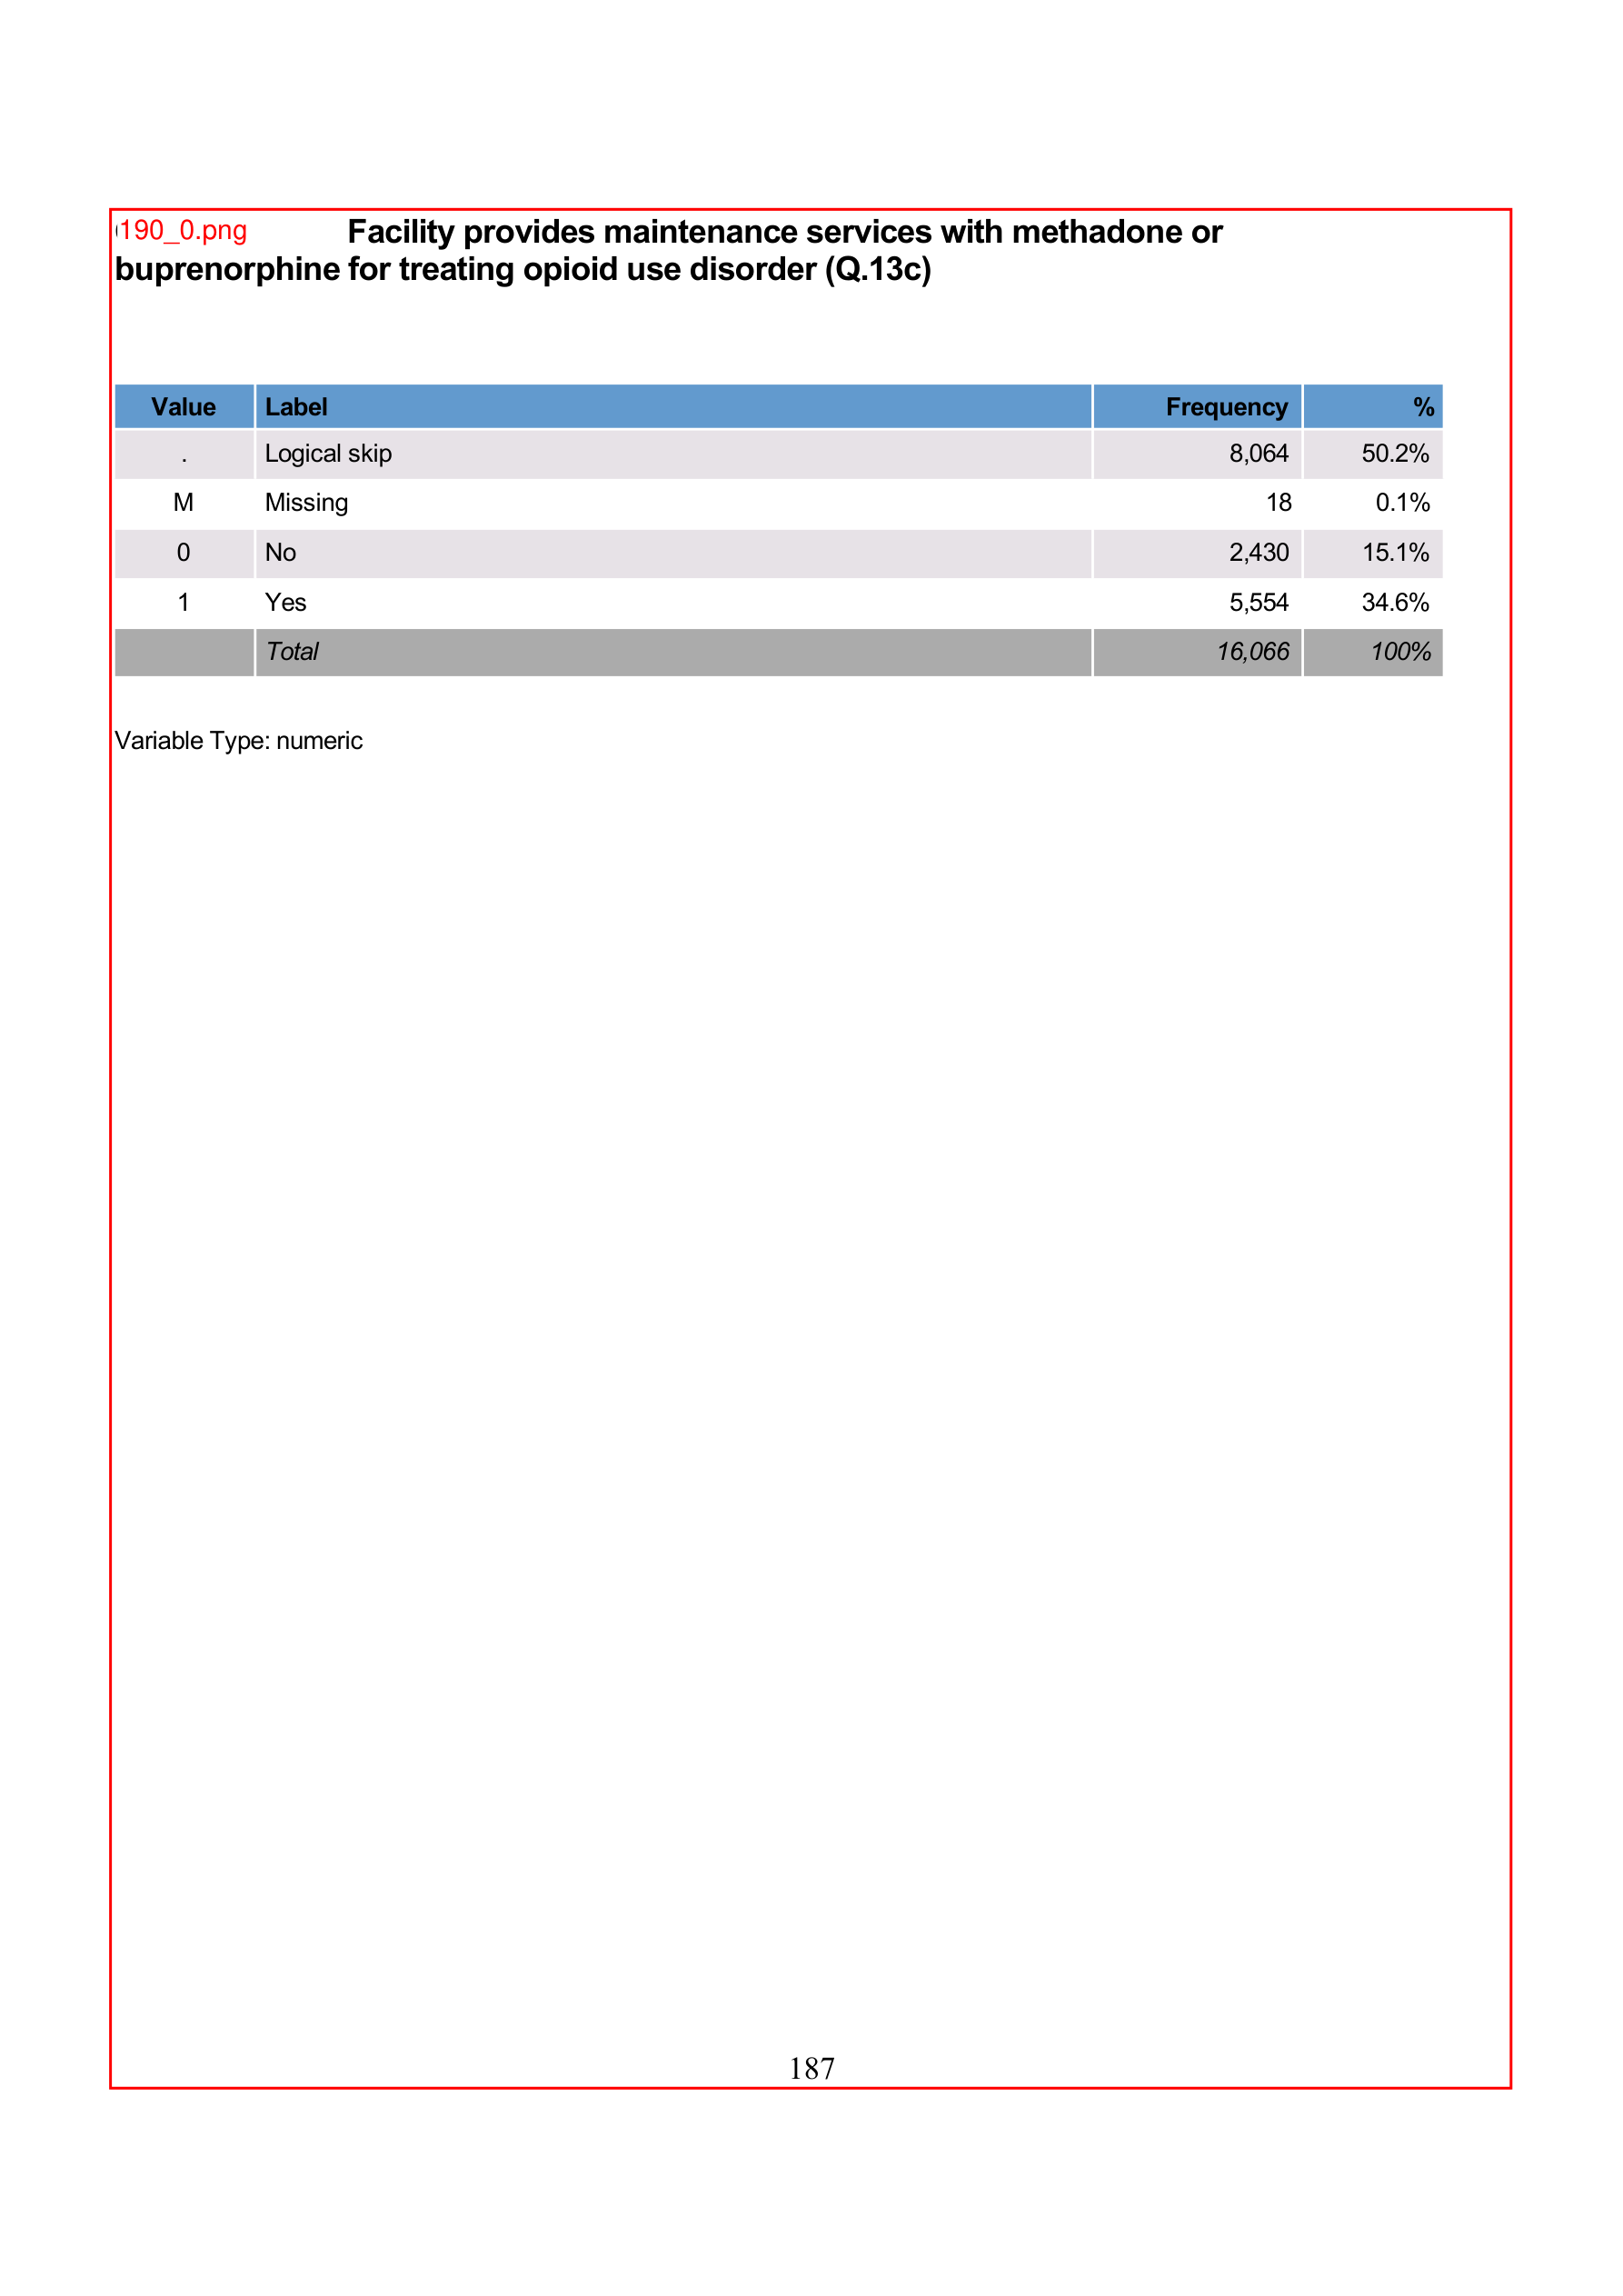 190_0.png Facility provides maintenance services with methadone or
buprenorphine for treating opioid use disorder (Q.13c)
Value Label Frequency %
. Logical skip 8,064 50.2%
M Missing 18 0.1%
0 No 2,430 15.1%
1 Yes 5,554 34.6%
Total 16,066 100%
Variable Type: numeric
187